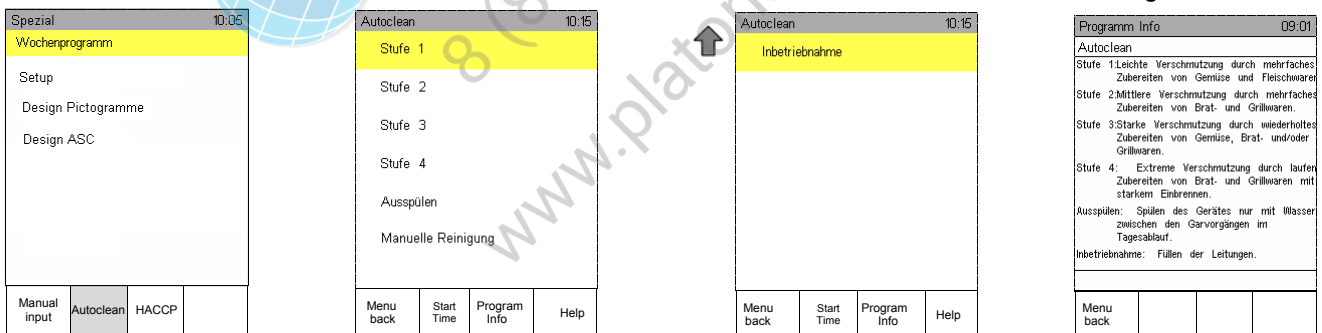 Spezial 10:05
Wochenprogramm
Setup
Design Pictogramme
Design ASC
Manual input
Autoclean
HACCP
Autoclean 10:15
Stufe 1
Stufe 2
Stufe 3
Stufe 4
Ausspülen
Manuelle Reinigung
Menu back
Start Time
Program Info
Help
Autoclean 10:15
Inbetriebnahme
Menu back
Start Time
Program Info
Help
Programm Info 09:01
Autoclean
Stufe 1:Leichte Verschmutzung durch mehrfaches
Zubereiten von Gemüse und Fleischwaren
Stufe 2:Mittlere Verschmutzung durch mehrfaches
Zubereiten von Brat- und Grillwaren.
Stufe 3:Starke Verschmutzung durch wiederholtes
Zubereiten von Gemüse, Brat- und/oder
Grillwaren.
Stufe 4: Extreme Verschmutzung durch laufen
Zubereiten von Brat- und Grillwaren mit
starkem Einbrennen.
Ausspülen: Spülen des Gerätes nur mit Wasser
zwischen den Garvorgängen im
Tagesablauf.
Inbetriebnahme: Füllen der Leitungen.
Menu back
8 (8
www.plato